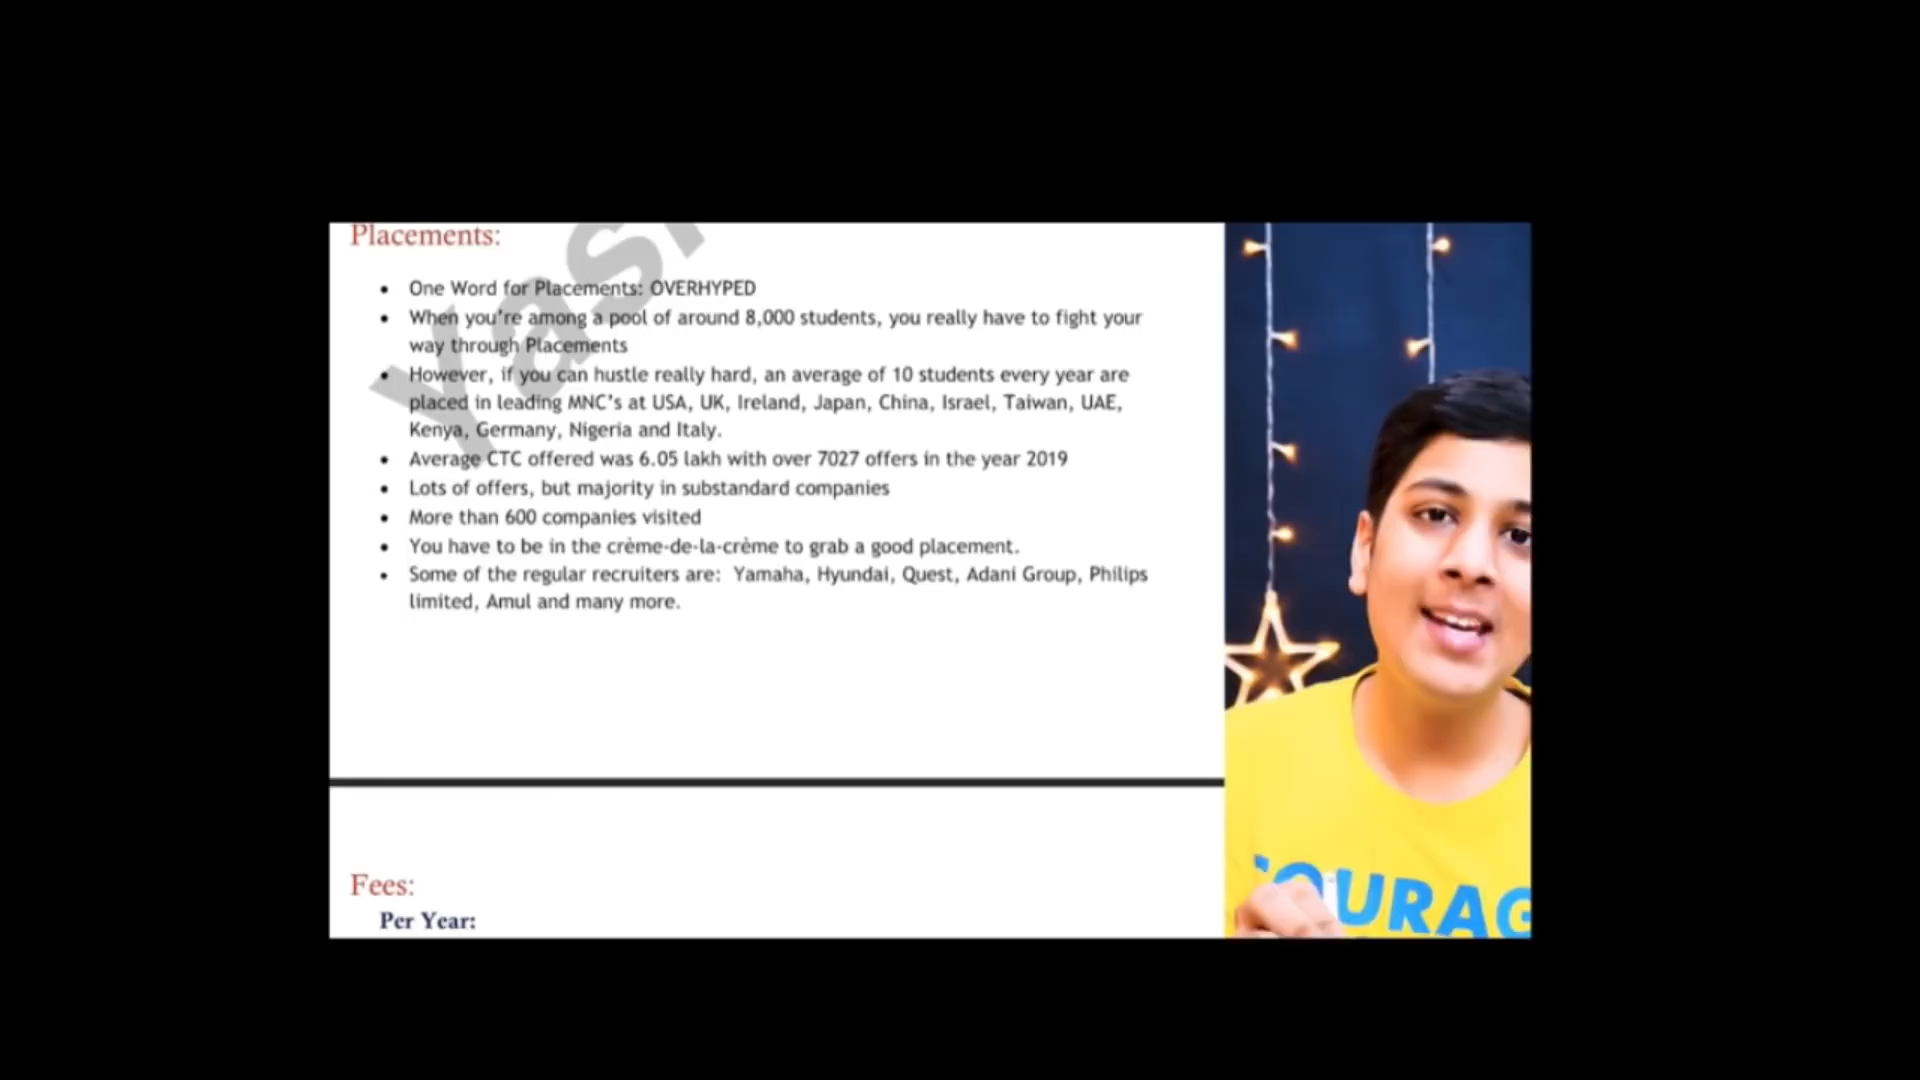 Placements:
• One Word for Placements: OVERHYPED
• When you're among a pool of around 8,000 students, you really have to fight your
way through Placements
• However, if you can hustle really hard, an average of 10 students every year are
placed in leading MNC's at USA, UK, Ireland, Japan, China, Israel, Taiwan, UAE,
Kenya, Germany, Nigeria and Italy.
• Average CTC offered was 6.05 lakh with over 7027 offers in the year 2019
• Lots of offers, but majority in substandard companies
• More than 600 companies visited
• You have to be in the crème-de-la-crème to grab a good placement.
• Some of the regular recruiters are: Yamaha, Hyundai, Quest, Adani Group, Philips
limited, Amul and many more.
Fees:
Per Year:
OURAG